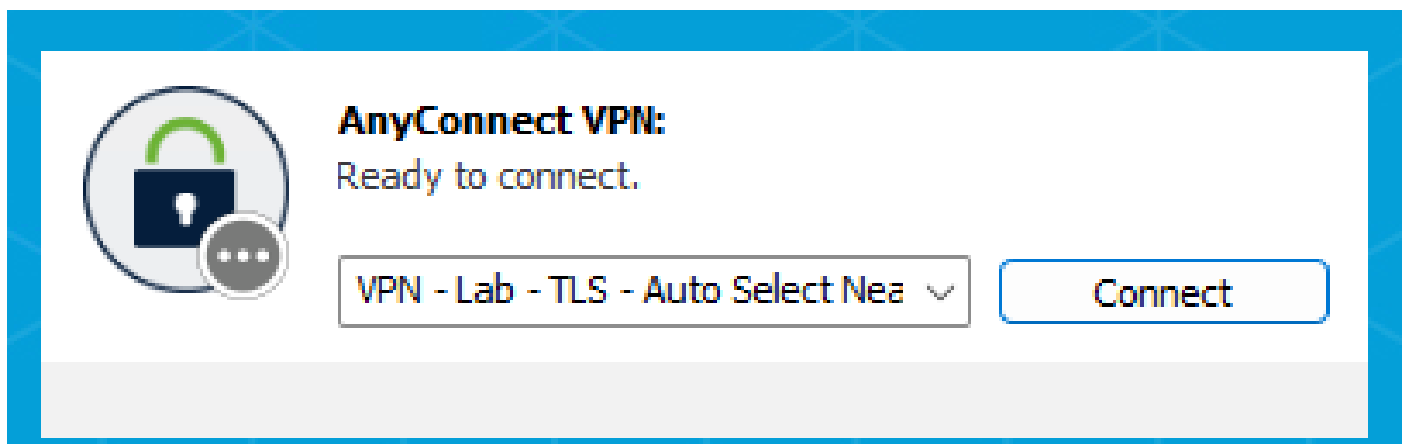 AnyConnect VPN:
Ready to connect.
VPN - Lab - TLS - Auto Select Nea
Connect